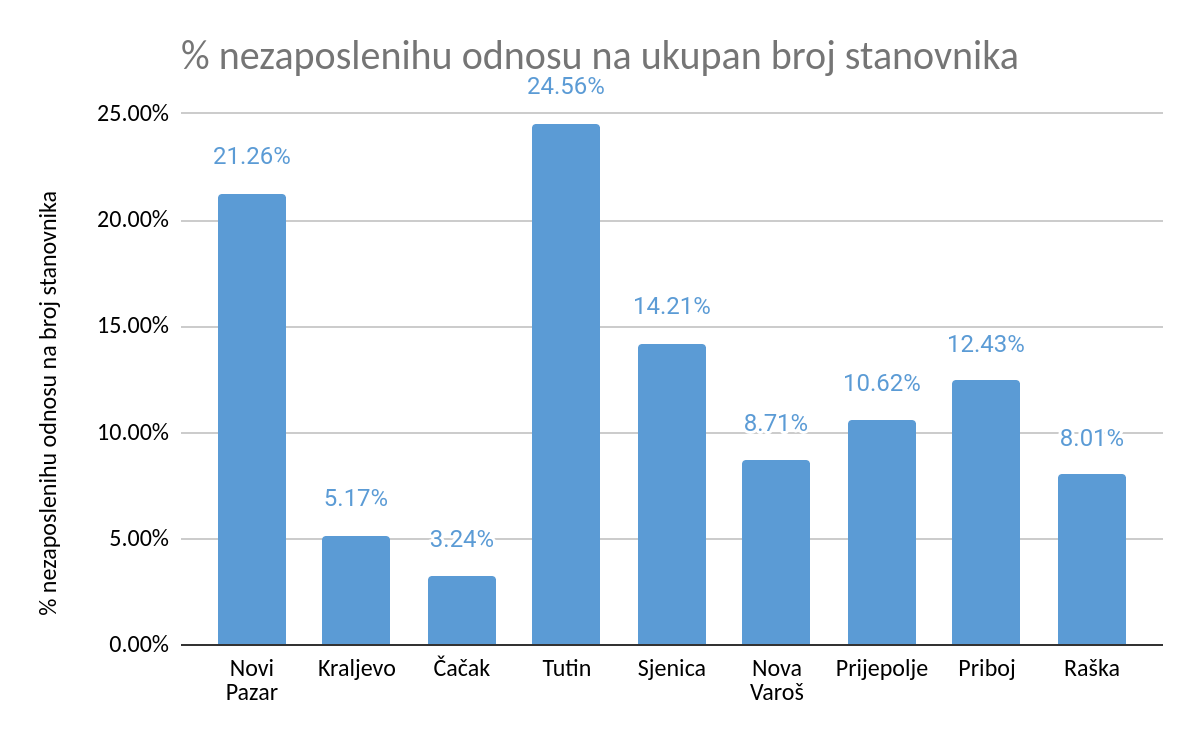 % nezaposlenihu odnosu na ukupan broj stanovnika
24.56%
25.00%
21.26%
20.00%
14.21%
15.00%
12.43%
10.62%
8.71%
10.00%
8.01%
5.17%
3.24%
5.00%
0.00%
% nezaposlenihu odnosu na broj stanovnika
Novi Pazar
Kraljevo
Čačak
Tutin
Sjenica
Nova Varoš
Prijepolje
Priboj
Raška